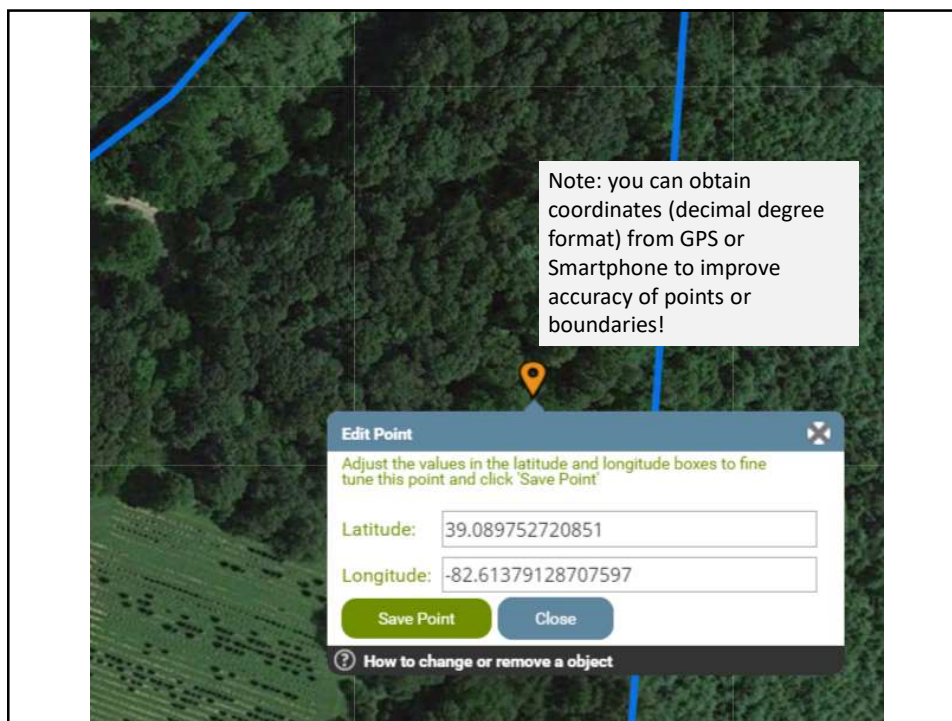 Note: you can obtain
coordinates (decimal degree
format) from GPS or
Smartphone to improve
accuracy of points or
boundaries!
Edit Point
Adjust the values in the latitude and longitude boxes to fine
tune this point and click 'Save Point'
Latitude: 39.089752720851
Longitude: -82.61379128707597
Save Point Close
? How to change or remove a object